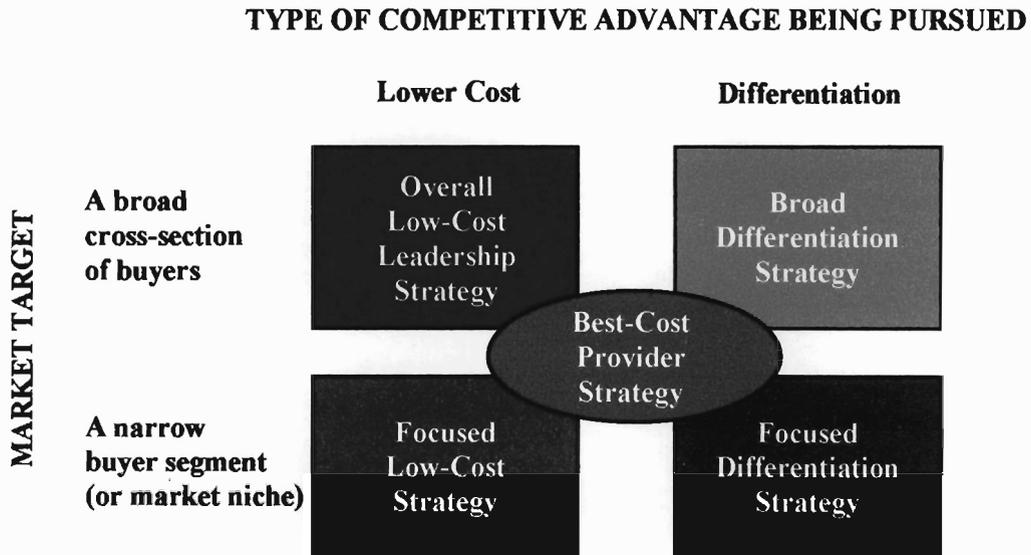 TYPE OF COMPETITIVE ADVANTAGE BEING PURSUED
Lower Cost
Differentiation
MARKET TARGET
A broad
cross-section
of buyers
Overall
Low-Cost
Leadership
Strategy
Broad
Differentiation
Strategy
Best-Cost
Provider
Strategy
A narrow
buyer segment
(or market niche)
Focused
Low-Cost
Strategy
Focused
Differentiation
Strategy